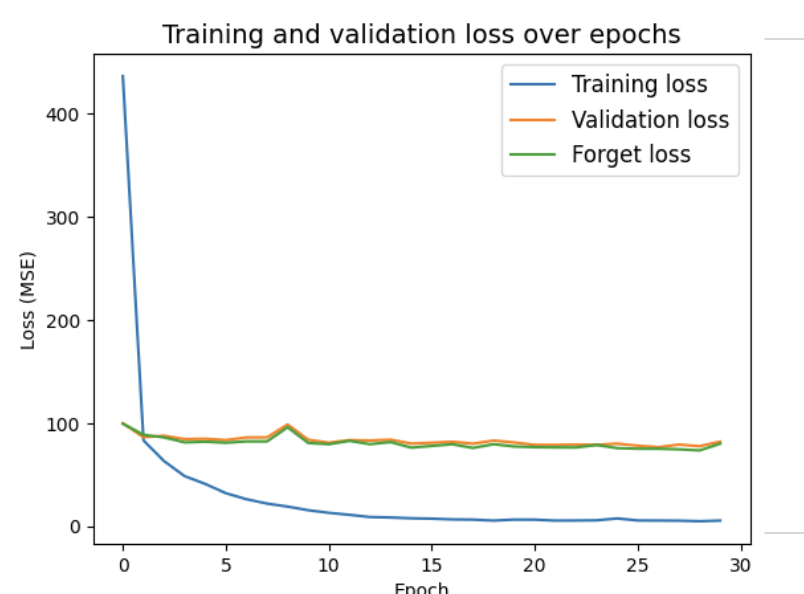 Training and validation loss over epochs
Training loss
Validation loss
Forget loss
Loss (MSE)
400
300
200
100
0
0 5 10 15 20 25 30
Epoch